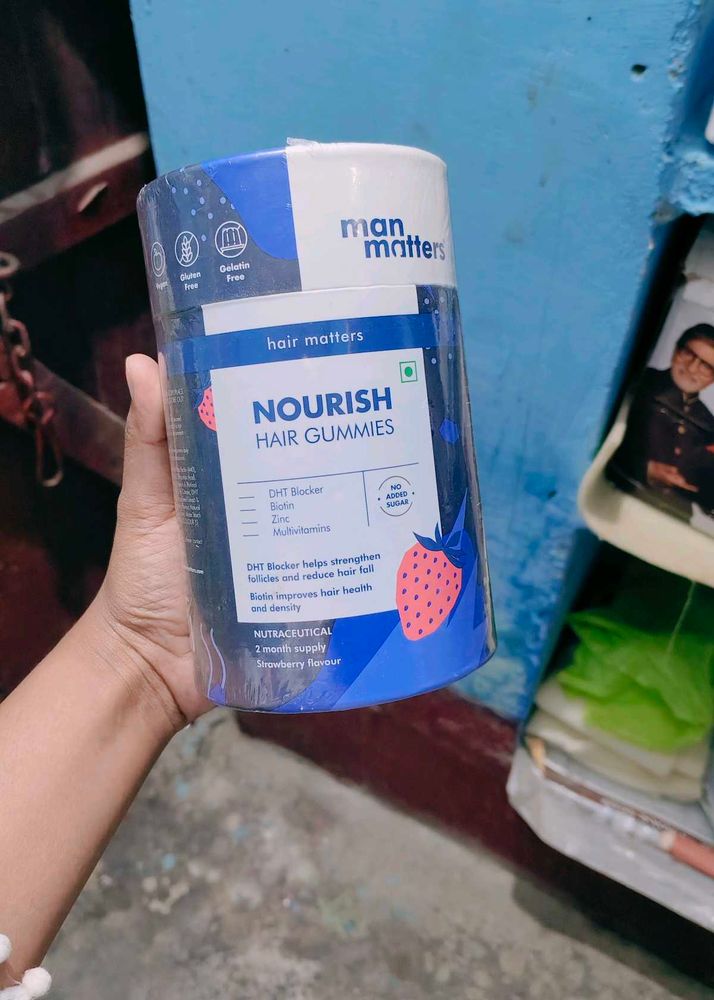 man
matters
Vegan
Gluten
Free
Gelatin
Free
hair matters
NOURISH
HAIR GUMMIES
DHT Blocker
Biotin
Zinc
Multivitamins
NO
ADDED
SUGAR
DHT Blocker helps strengthen
follicles and reduce hair fall
Biotin improves hair health
and density
NUTRACEUTICAL
2 month supply
Strawberry flavour